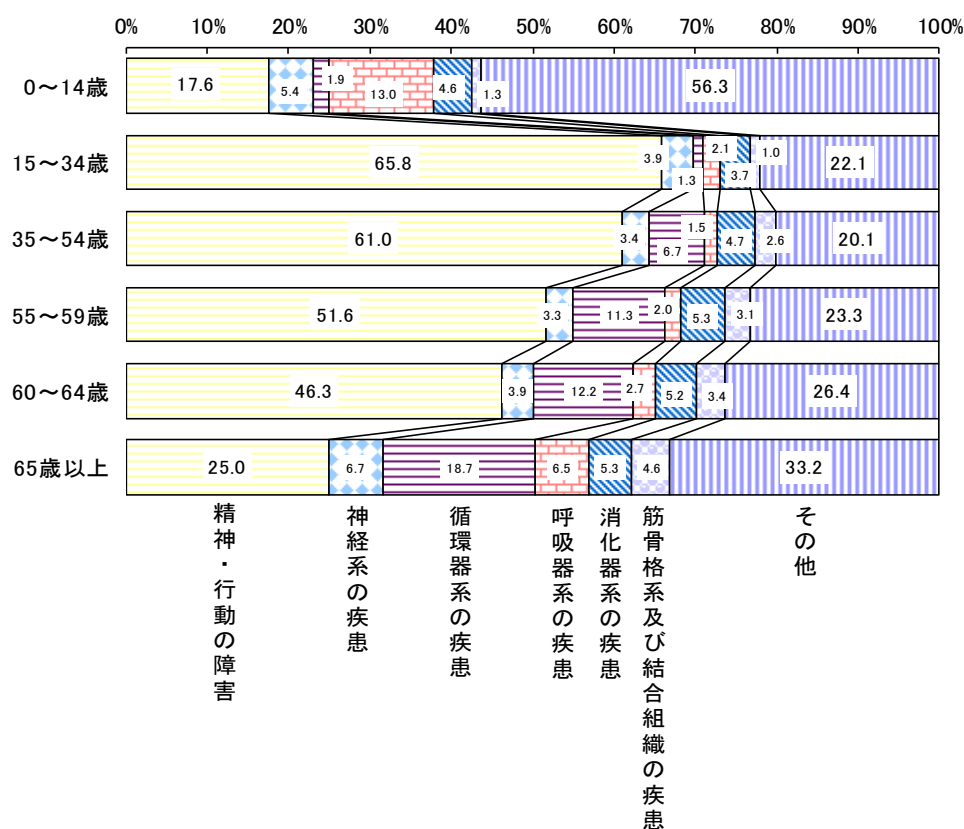 0% 10% 20% 30% 40% 50% 60% 70% 80% 90% 100%
0～14歳 17.6 5.4 1.9 13.0 4.6 1.3 56.3
15～34歳 65.8 3.9 1.3 2.1 3.7 1.0 22.1
35～54歳 61.0 3.4 6.7 1.5 4.7 2.6 20.1
55～59歳 51.6 3.3 11.3 2.0 5.3 3.1 23.3
60～64歳 46.3 3.9 12.2 2.7 5.2 3.4 26.4
65歳以上 25.0 6.7 18.7 6.5 5.3 4.6 33.2
精神・行動の障害
神経系の疾患
循環器系の疾患
呼吸器系の疾患
消化器系の疾患
筋骨格系及び結合組織の疾患
その他